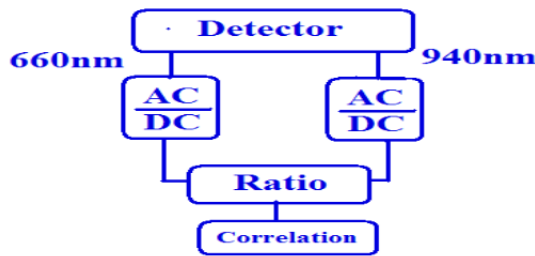 Detector
660nm
940nm
AC
DC
AC
DC
Ratio
Correlation